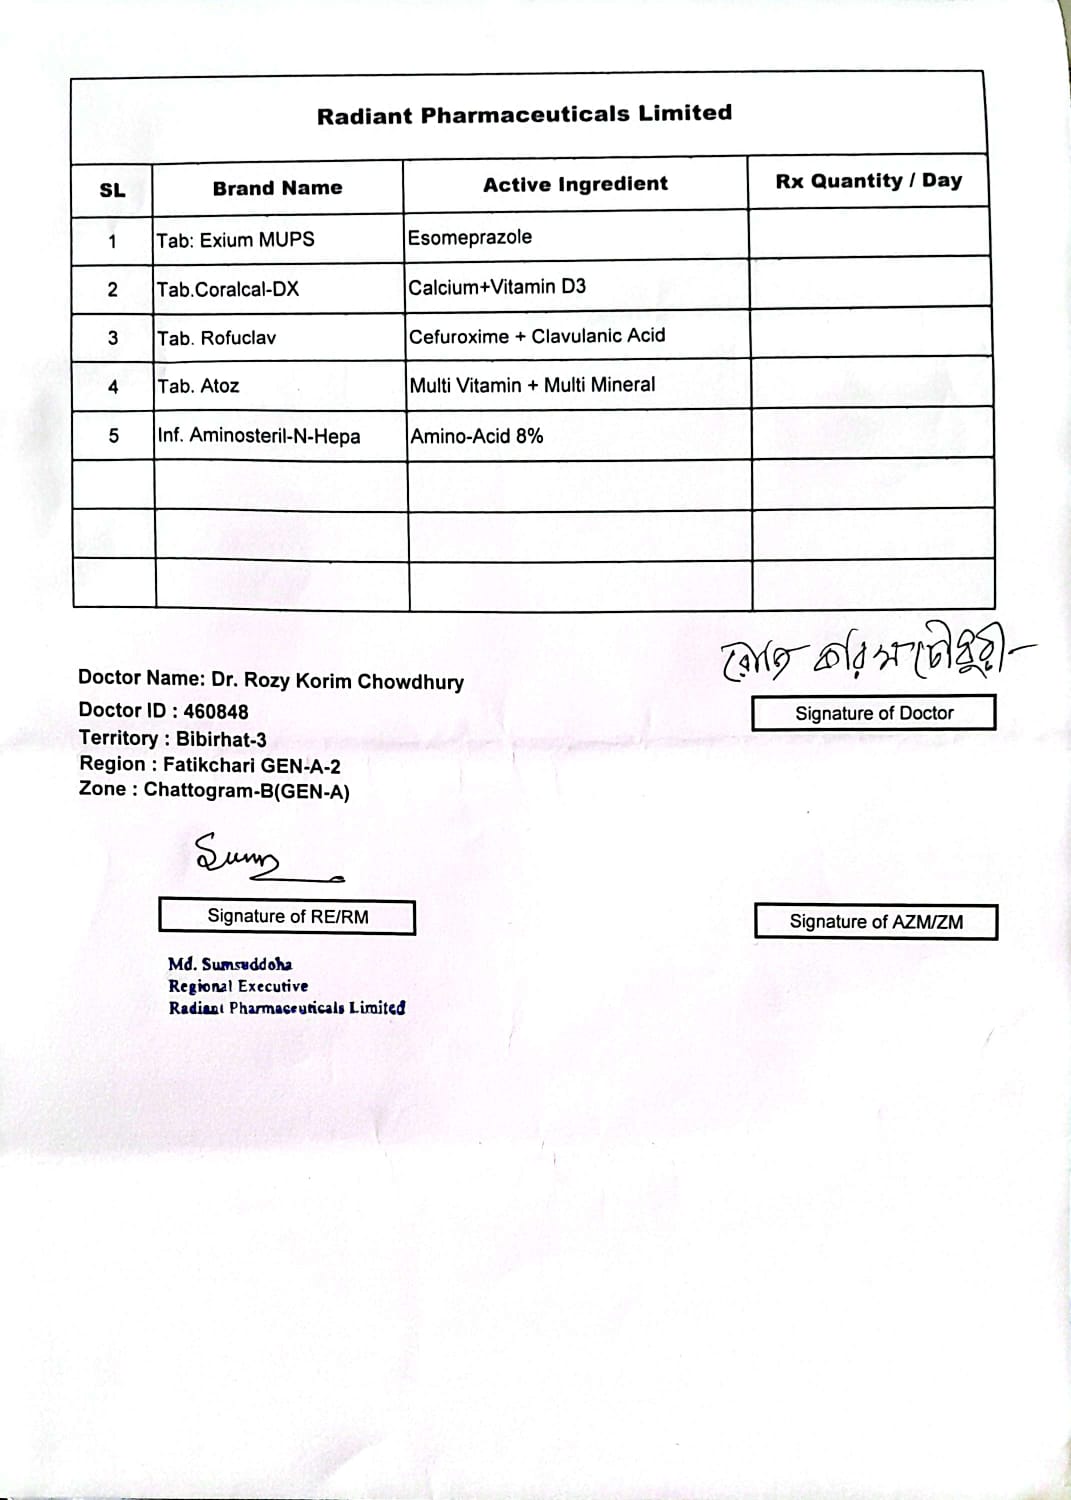 Radiant Pharmaceuticals Limited
SL Brand Name Active Ingredient Rx Quantity / Day
1 Tab: Exium MUPS Esomeprazole
2 Tab.Coralcal-DX Calcium+Vitamin D3
3 Tab. Rofuclav Cefuroxime + Clavulanic Acid
4 Tab. Atoz Multi Vitamin + Multi Mineral
5 Inf. Aminosteril-N-Hepa Amino-Acid 8%
চৌধুরী
Doctor Name: Dr. Rozy Korim Chowdhury
Signature of Doctor
Doctor ID : 460848
Territory : Bibirhat-3
Region : Fatikchari GEN-A-2
Zone : Chattogram-B(GEN-A)
Signature of RE/RM
Signature of AZM/ZM
Md. Sumsuddoha
Regional Executive
Radiant Pharmaceuticals Limited